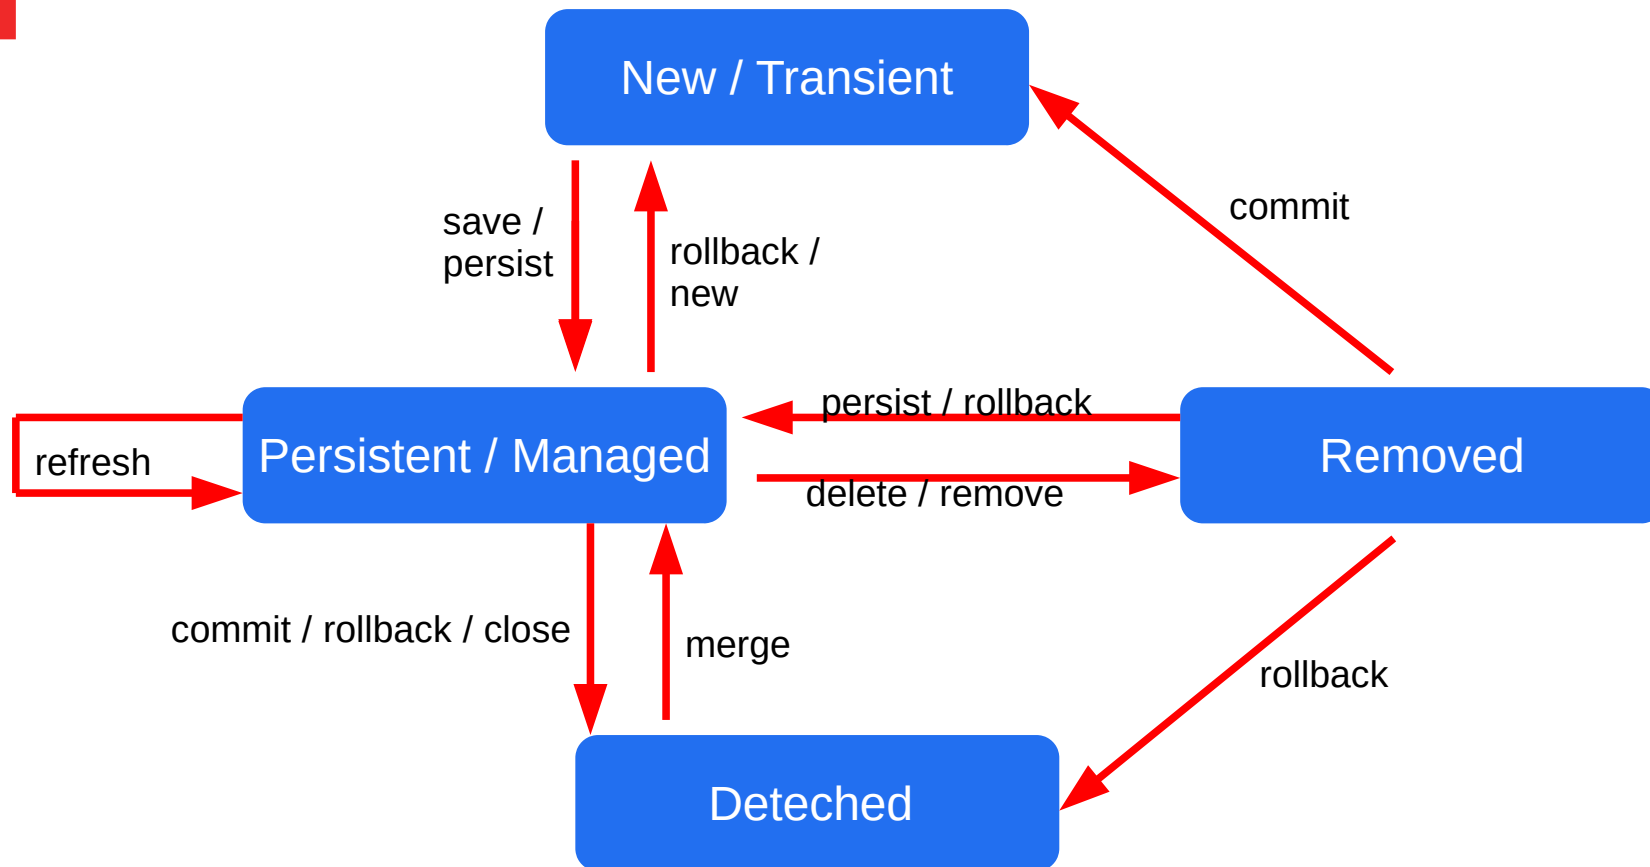 New / Transient
save /
persist
rollback /
new
commit
persist / rollback
refresh
Persistent / Managed
Removed
delete / remove
commit / rollback / close
merge
rollback
Deteched